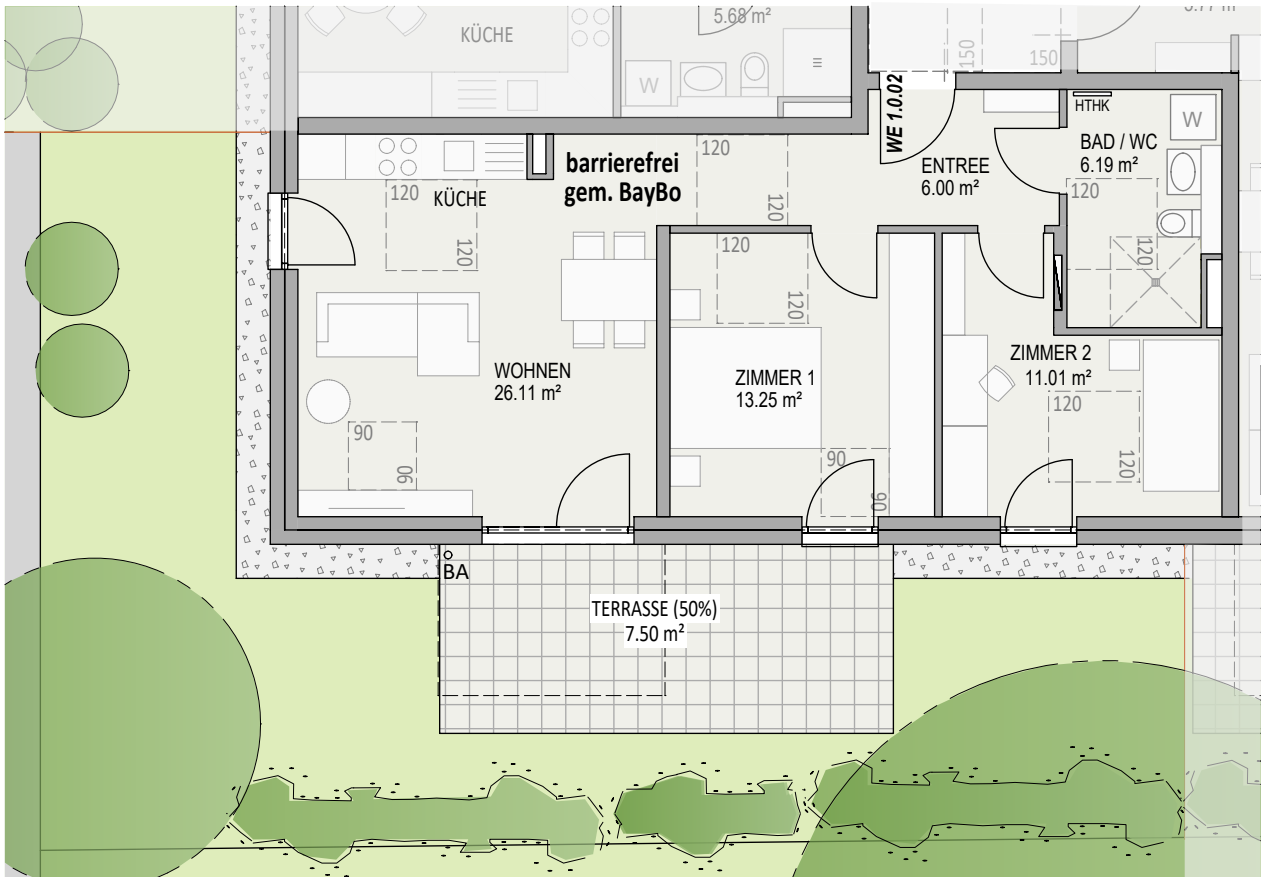 5.68 m²
KÜCHE
W
150
150
WE 1.0.02
HTHK
W
BAD / WC
6.19 m²
ENTREE
6.00 m²
barrierefrei
gem. BayBo
120
120
120
KÜCHE
120
120
120
120
120
WOHNEN
26.11 m²
ZIMMER 1
13.25 m²
ZIMMER 2
11.01 m²
120
120
90
90
90
90
BA
TERRASSE (50%)
7.50 m²